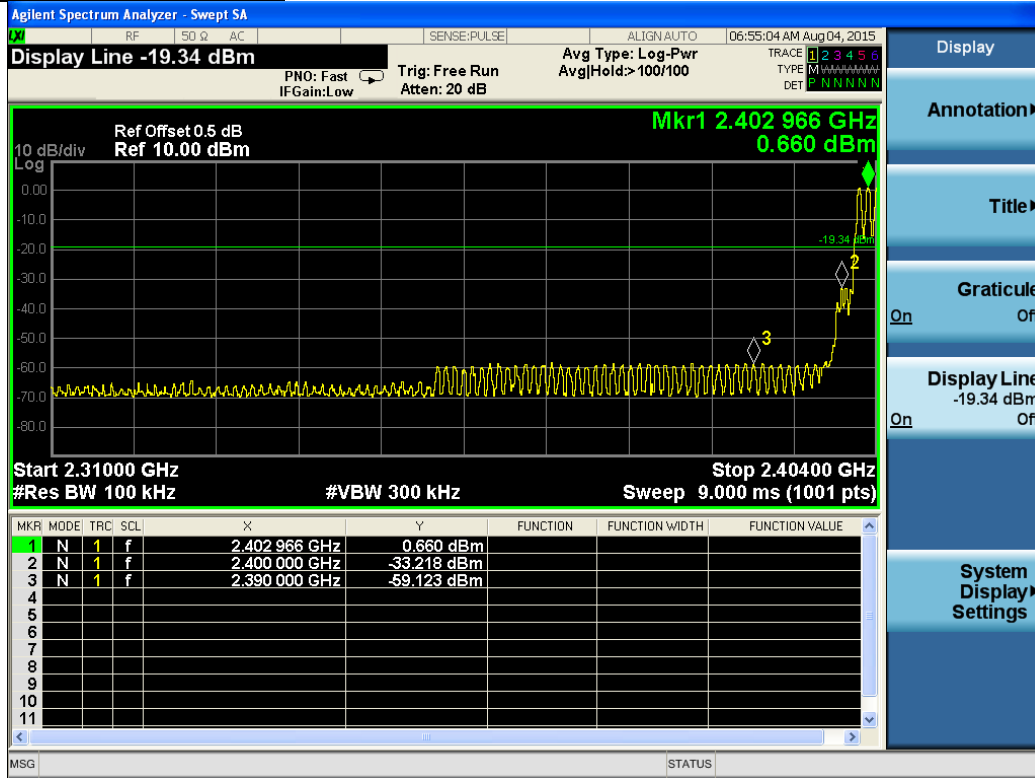 Agilent Spectrum Analyzer - Swept SA
LXI RF 50 Ω AC SENSE:PULSE ALIGN AUTO 06:55:04 AM Aug 04, 2015
Display Line -19.34 dBm
PNO: Fast
IFGain:Low
Trig: Free Run
Atten: 20 dB
Avg Type: Log-Pwr
Avg|Hold:>100/100
TRACE 1 2 3 4 5 6
TYPE M
DET P N N N N N
Ref Offset 0.5 dB
Ref 10.00 dBm
10 dB/div
Log
Mkr1 2.402 966 GHz
0.660 dBm
0.00
-10.0
-20.0
-30.0
-40.0
-50.0
-60.0
-70.0
-80.0
-19.34 dBm
2
3
Start 2.31000 GHz Stop 2.40400 GHz
#Res BW 100 kHz #VBW 300 kHz Sweep 9.000 ms (1001 pts)
MKR MODE TRC SCL X Y FUNCTION FUNCTION WIDTH FUNCTION VALUE
1 N 1 f 2.402 966 GHz 0.660 dBm
2 N 1 f 2.400 000 GHz -33.218 dBm
3 N 1 f 2.390 000 GHz -59.123 dBm
4
5
6
7
8
9
10
11
MSG STATUS
Display
Annotation
Title
Graticule
On Of
Display Line
-19.34 dBm
On Of
System
Display
Settings